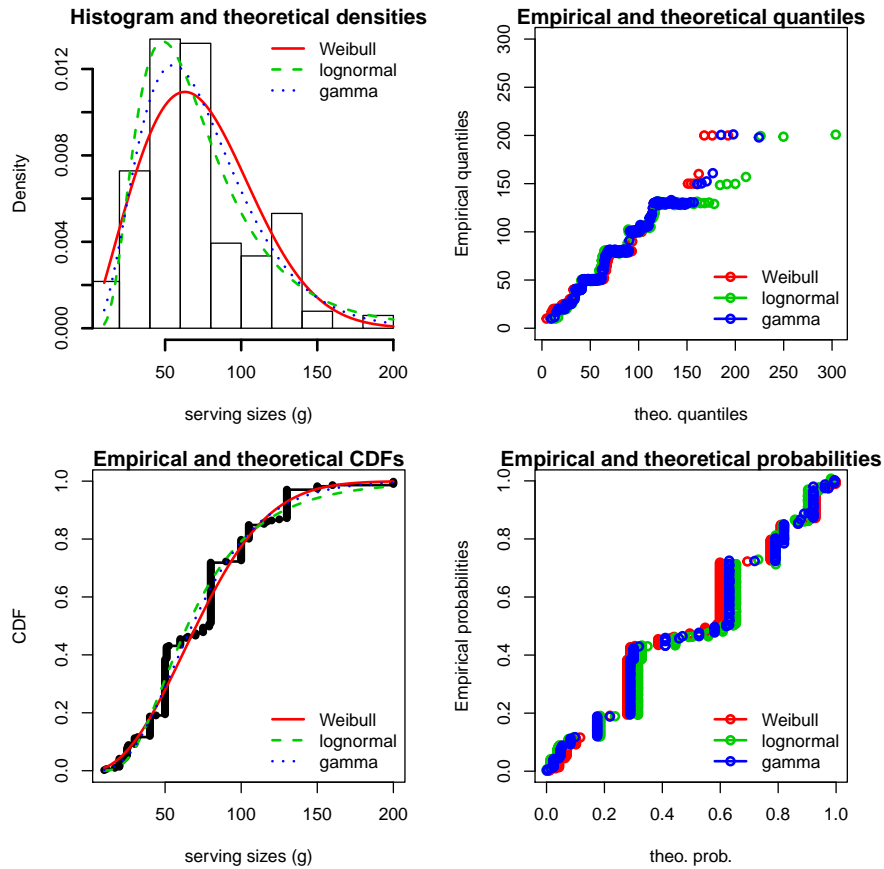 Histogram and theoretical densities
Density
0.000
0.004
0.008
0.012
Weibull
lognormal
gamma
50
100
150
200
serving sizes (g)
Empirical and theoretical quantiles
Empirical quantiles
0
50
100
150
200
250
300
Weibull
lognormal
gamma
0
50
100
150
200
250
300
theo. quantiles
Empirical and theoretical CDFs
CDF
0.0
0.2
0.4
0.6
0.8
1.0
Weibull
lognormal
gamma
50
100
150
200
serving sizes (g)
Empirical and theoretical probabilities
Empirical probabilities
0.0
0.2
0.4
0.6
0.8
1.0
Weibull
lognormal
gamma
0.0
0.2
0.4
0.6
0.8
1.0
theo. prob.